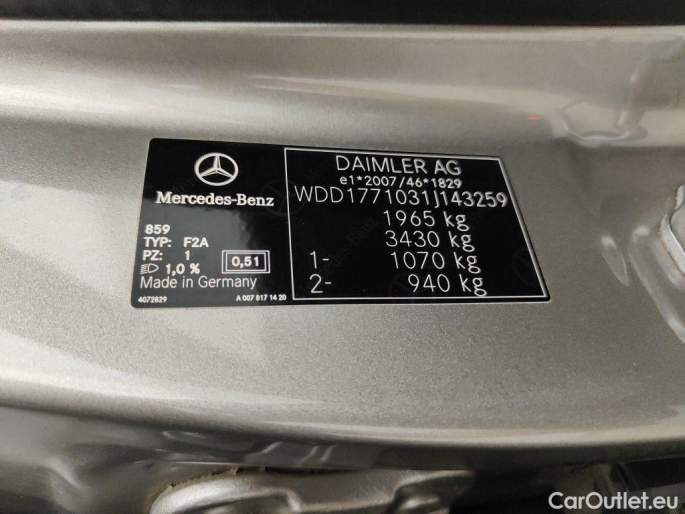 Mercedes-Benz
859
TYP: F2A
PZ: 1
1,0 %
0,51
Made in Germany
4072829 A 007 817 14 20
DAIMLER AG
e1*2007/46*1829
WDD1771031J143259
1965 kg
3430 kg
1- 1070 kg
2- 940 kg
CarOutlet.eu